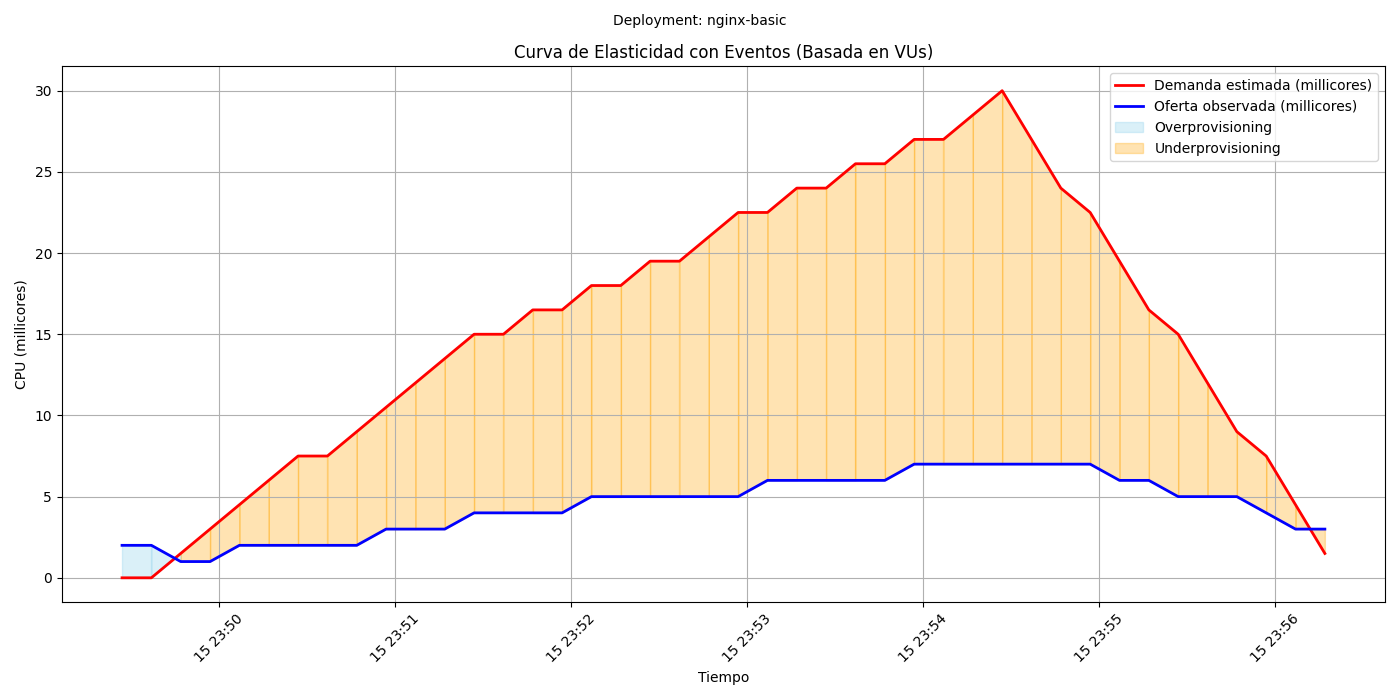 Deployment: nginx-basic
Curva de Elasticidad con Eventos (Basada en VUs)
Demanda estimada (millicores)
Oferta observada (millicores)
Overprovisioning
Underprovisioning
CPU (millicores)
30
25
20
15
10
5
0
15 23:50
15 23:51
15 23:52
15 23:53
15 23:54
15 23:55
15 23:56
Tiempo